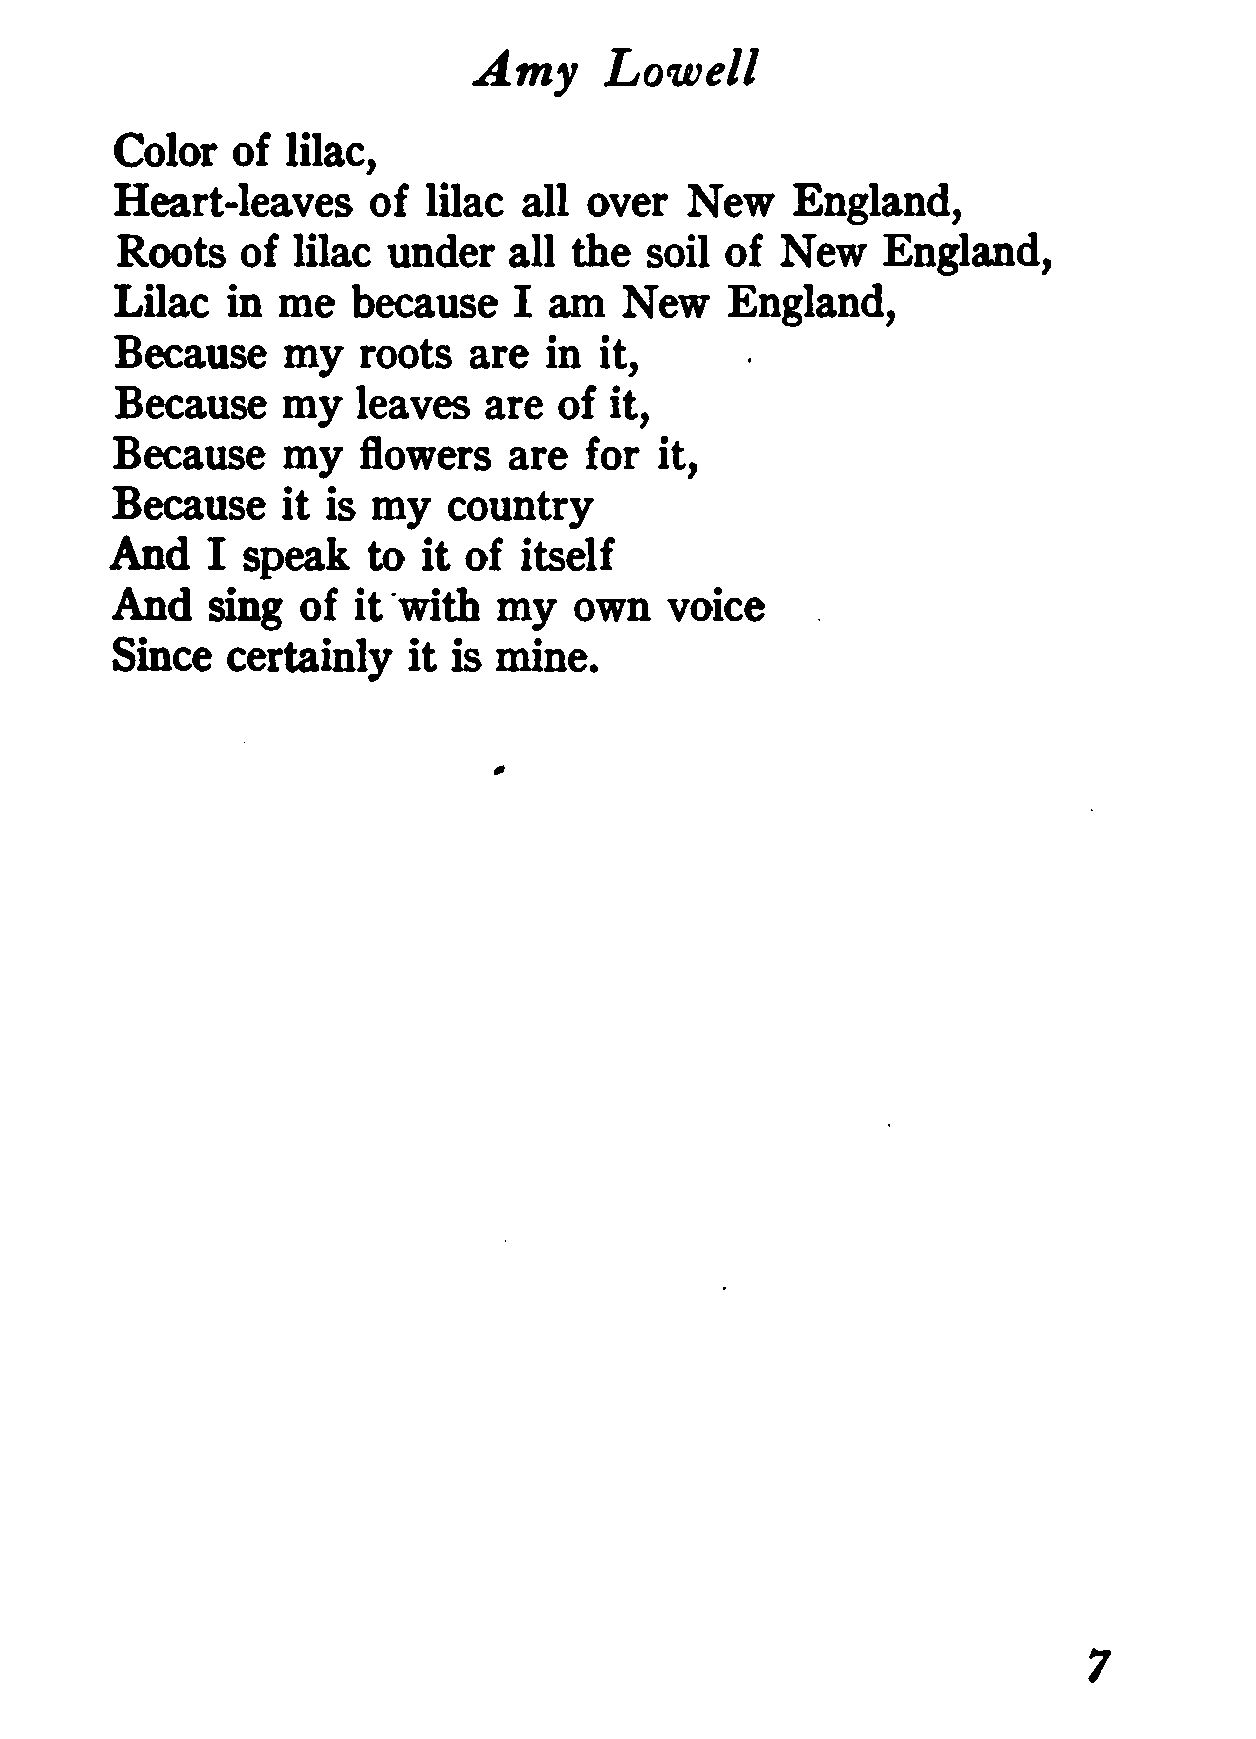 Amy Lowell
Color of lilac,
Heart-leaves of lilac all over New England,
Roots of lilac under all the soil of New England,
Lilac in me because I am New England,
Because my roots are in it,
Because my leaves are of it,
Because my flowers are for it,
Because it is my country
And I speak to it of itself
And sing of it with my own voice
Since certainly it is mine.
7